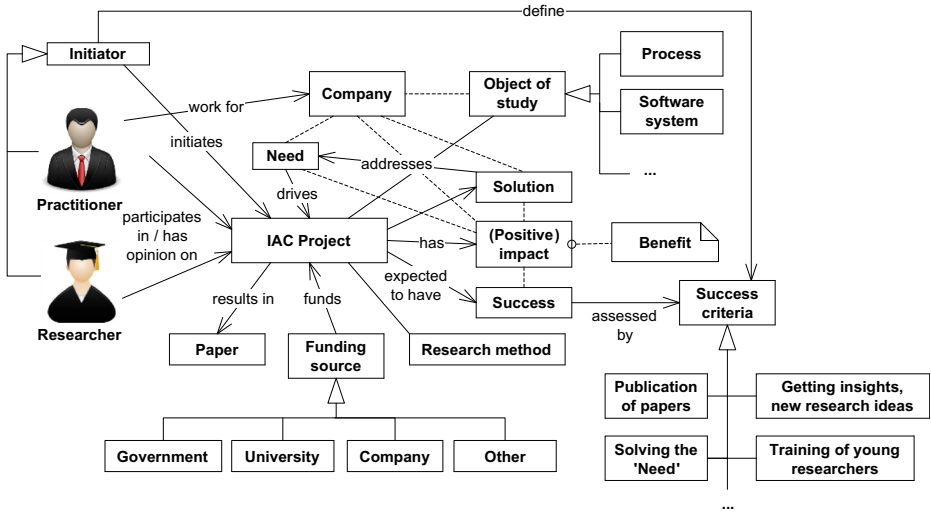 define
Initiator
Process
Company
Object of
study
work for
Software
system
initiates
Need
addresses
...
drives
Solution
Practitioner
participates
in / has
opinion on
IAC Project
has
(Positive)
impact
Benefit
expected
to have
results in
funds
Success
assessed
by
Success
criteria
Researcher
Paper
Funding
source
Research method
Publication
of papers
Getting insights,
new research ideas
Government
University
Company
Other
Solving the
'Need'
Training of young
researchers
...